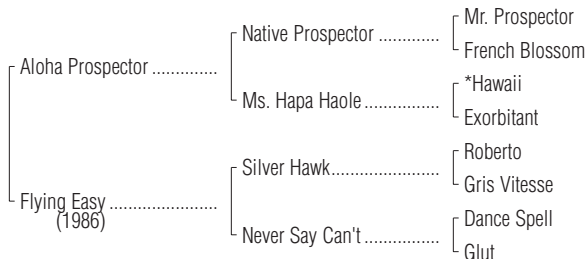 Mr. Prospector
Native Prospector ..............
French Blossom
Aloha Prospector ..............
*Hawaii
Ms. Hapa Haole ................
Exorbitant
Roberto
Silver Hawk.......................
Gris Vitesse
Flying Easy .......................
(1986)
Dance Spell
Never Say Can't ................
Glut